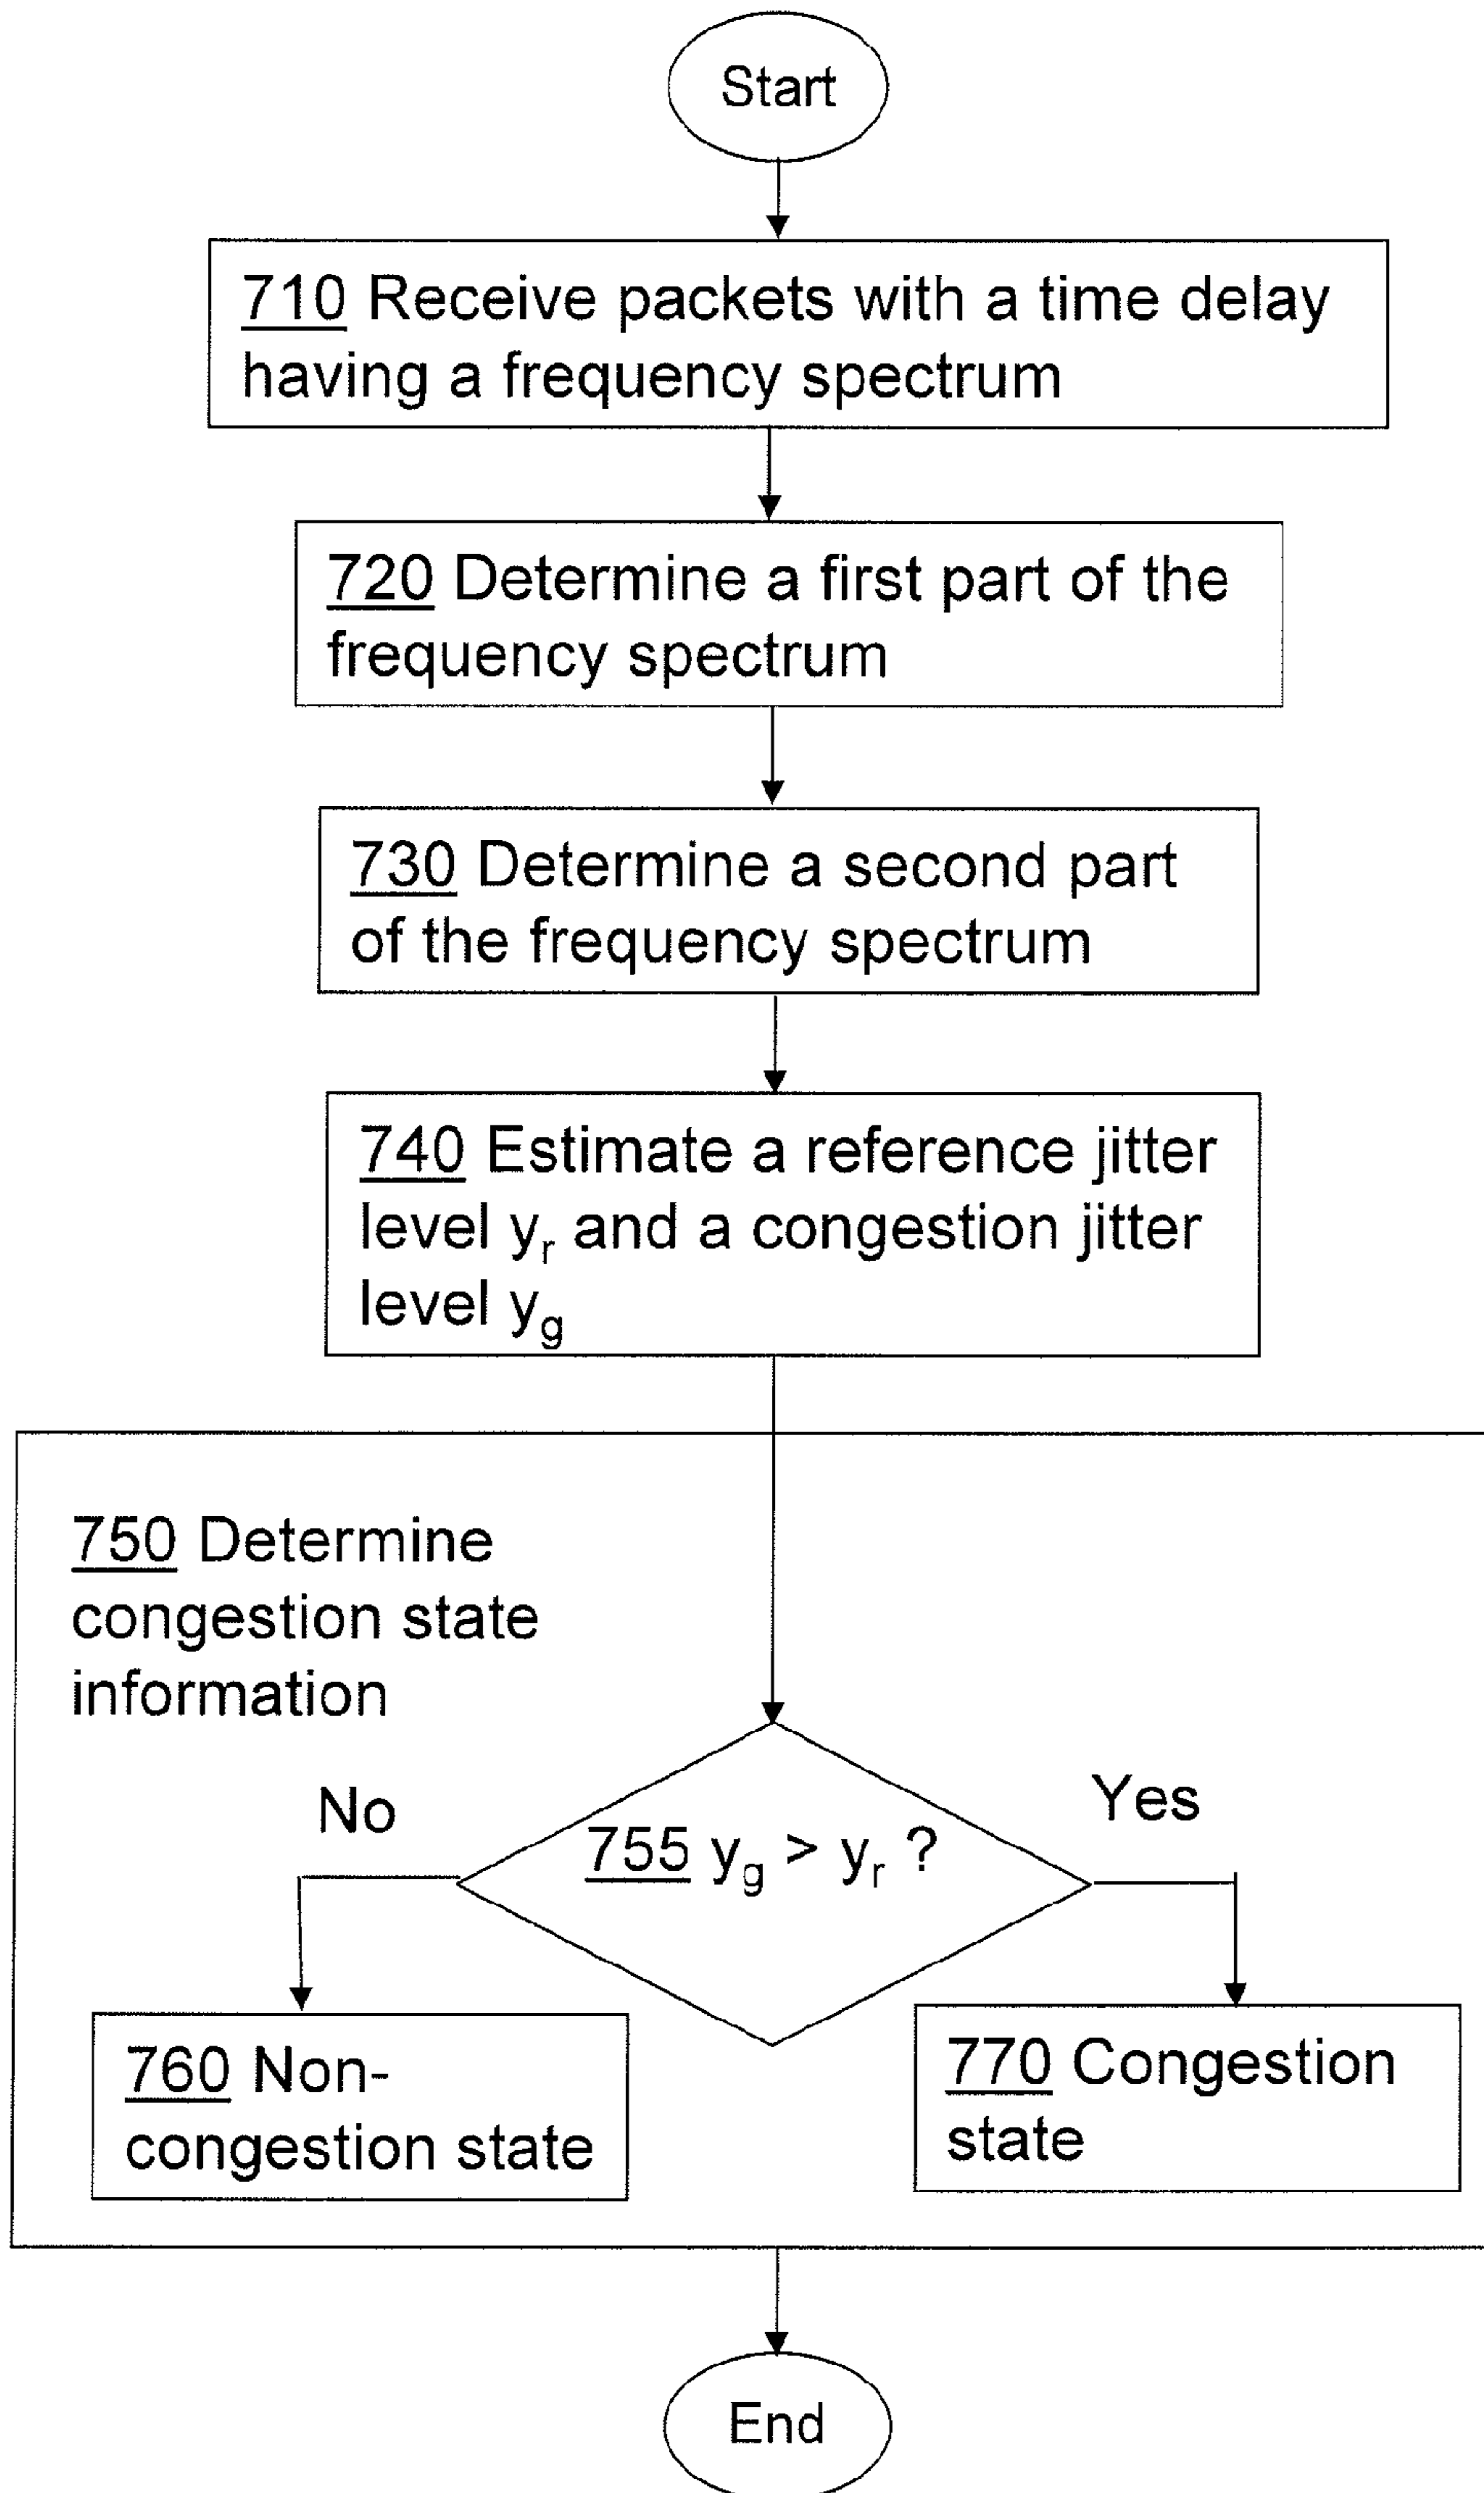 Start
710 Receive packets with a time delay
having a frequency spectrum
720 Determine a first part of the
frequency spectrum
730 Determine a second part
of the frequency spectrum
740 Estimate a reference jitter
level yr and a congestion jitter
level yg
750 Determine
congestion state
information
No
755 yg > yr ?
Yes
760 Non-
congestion state
770 Congestion
state
End